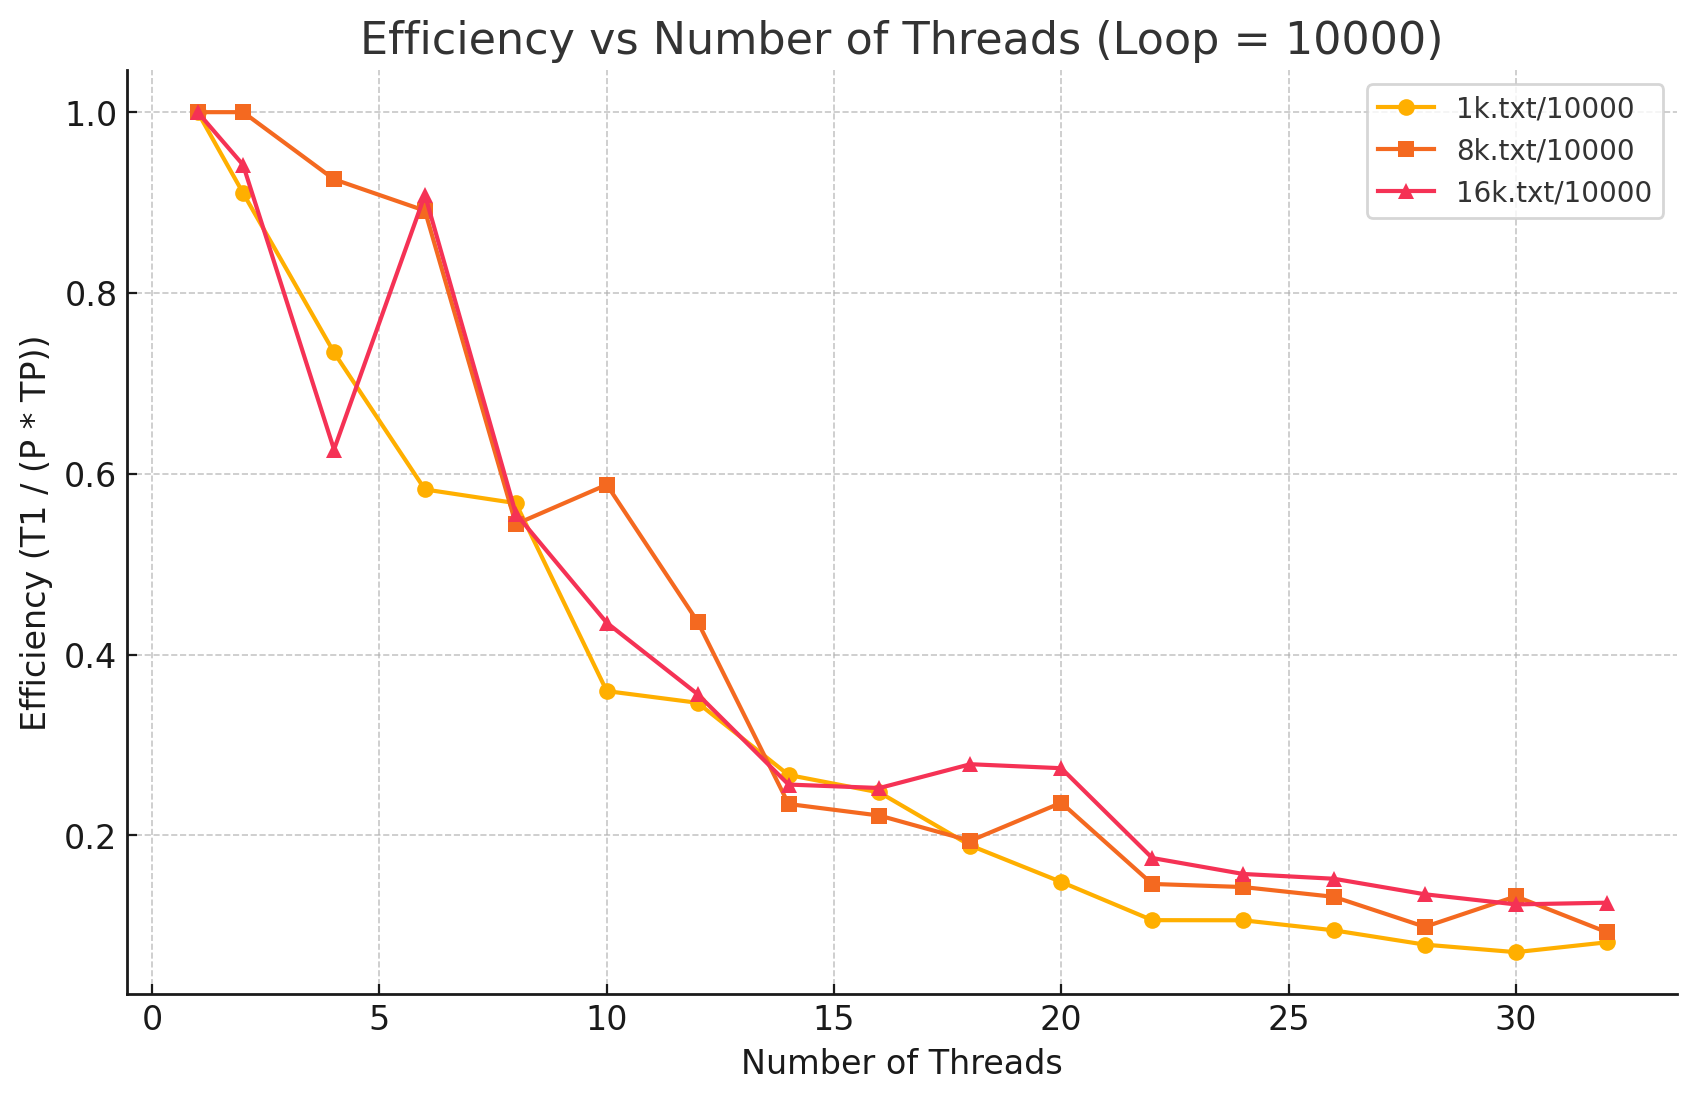 Efficiency vs Number of Threads (Loop = 10000)
1k.txt/10000
8k.txt/10000
16k.txt/10000
Efficiency (T1 / (P * TP))
1.0
0.8
0.6
0.4
0.2
0 5 10 15 20 25 30
Number of Threads